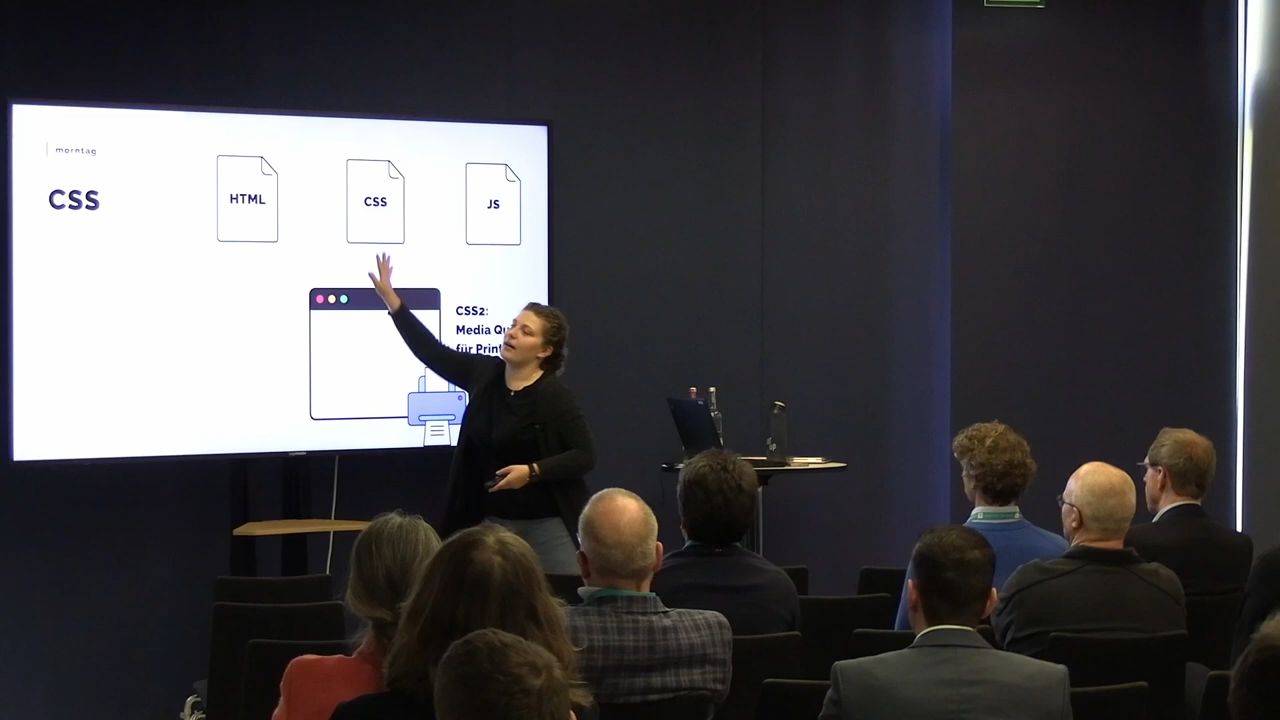 morntag
CSS
HTML
CSS
JS
CSS2:
Media
für Print